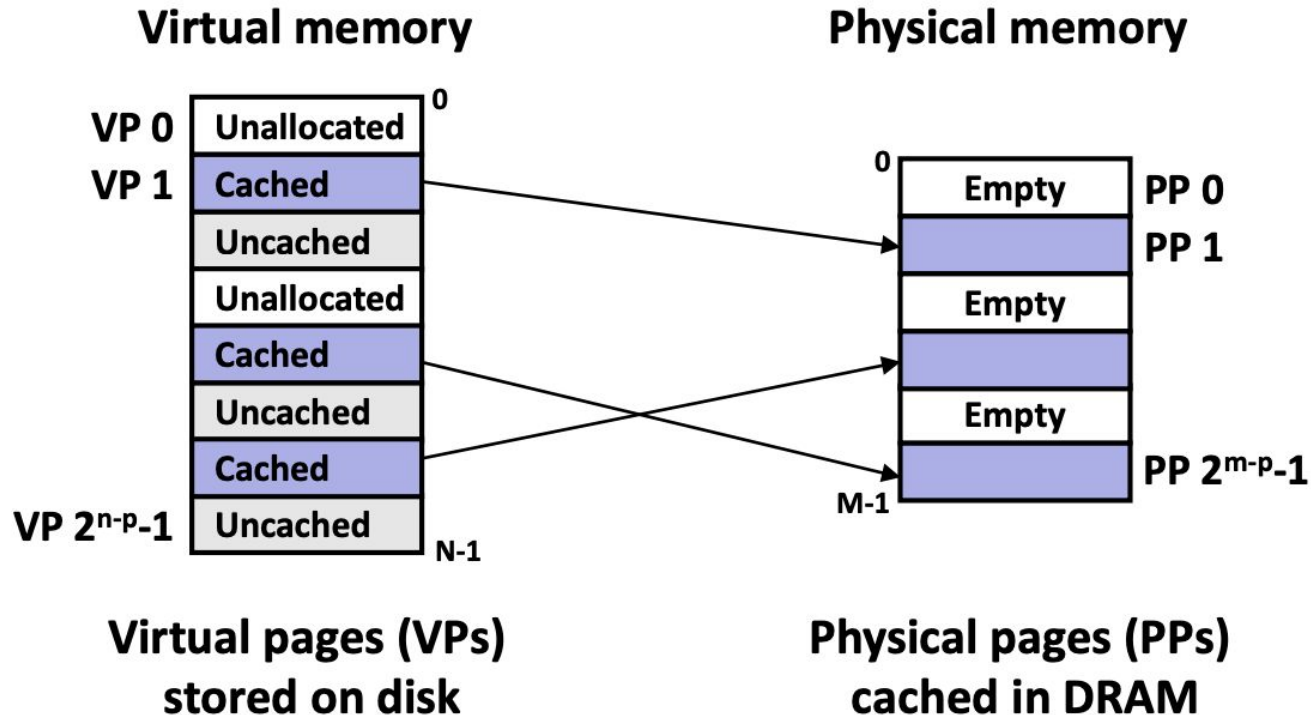 Virtual memory
Physical memory
0
VP 0 Unallocated
VP 1 Cached
Uncached
Unallocated
Cached
Uncached
Cached
VP 2ⁿ⁻ᵖ-1 Uncached
N-1
0
Empty PP 0
PP 1
Empty
Empty
PP 2ᵐ⁻ᵖ-1
M-1
Virtual pages (VPs)
stored on disk
Physical pages (PPs)
cached in DRAM